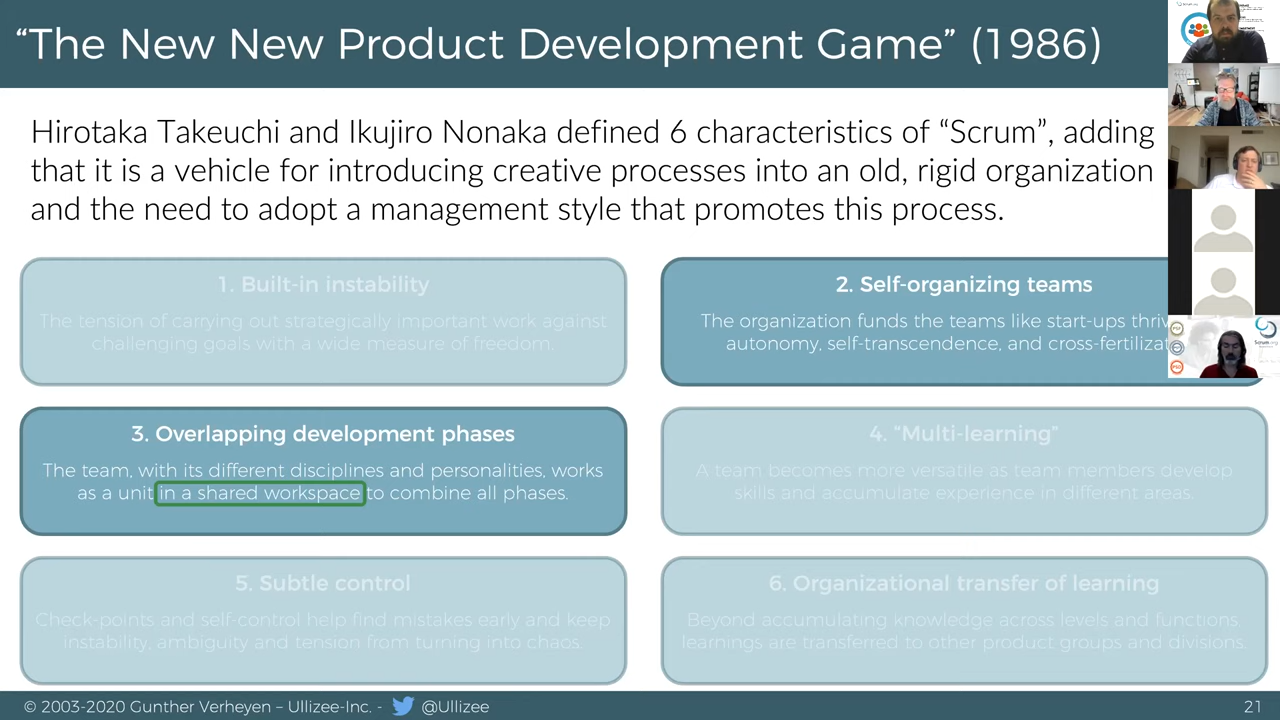 “The New New Product Development Game” (1986)
Hirotaka Takeuchi and Ikujiro Nonaka defined 6 characteristics of “Scrum”, adding
that it is a vehicle for introducing creative processes into an old, rigid organization
and the need to adopt a management style that promotes this process.
1. Built-in instability
The tension of carrying out strategically important work against
challenging goals with a wide measure of freedom.
2. Self-organizing teams
The organization funds the teams like start-ups
autonomy, self-transcendence, and
3. Overlapping development phases
The team, with its different disciplines and personalities, works
as a unit in a shared workspace to combine all phases.
4. "Multi-learning"
A team becomes more versatile as team members develop
skills and accumulate experience in different areas.
5. Subtle control
Check-points and self-control help find mistakes early and keep
instability, ambiguity and tension from turning into chaos.
6. Organizational transfer of learning
Beyond accumulating knowledge across levels and functions,
learnings are transferred to other product groups and divisions.
Scrum.org
© 2003-2020 Gunther Verheyen – Ullizee-Inc. - @Ullizee
21